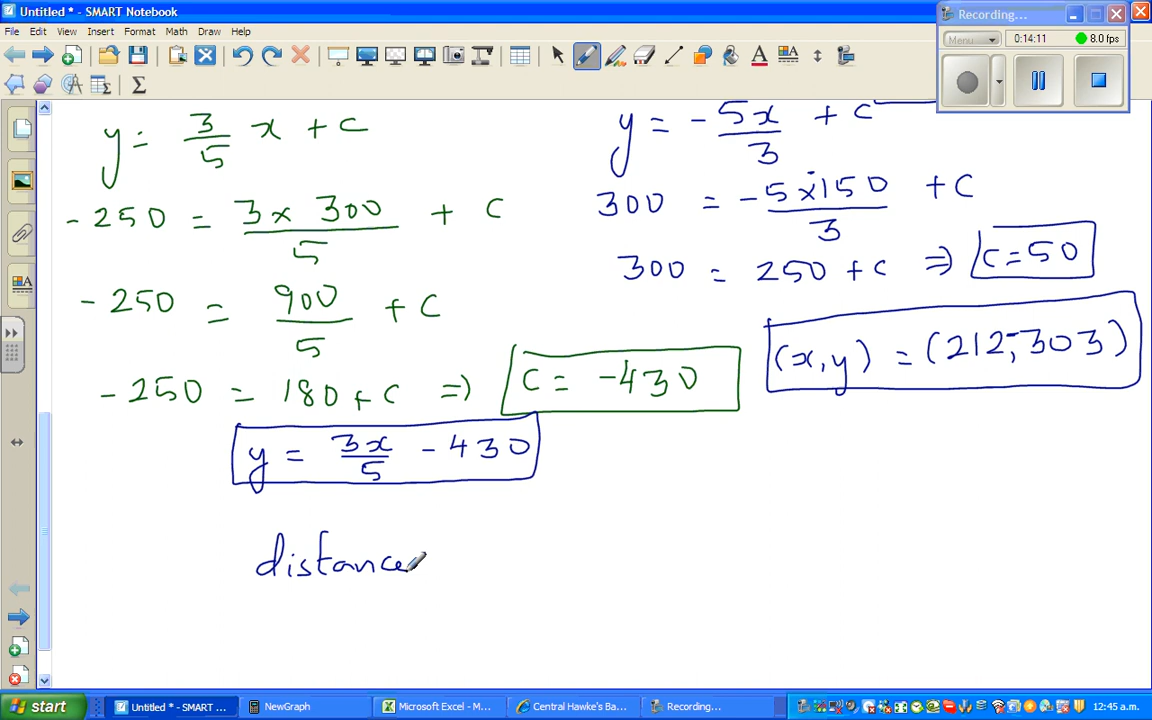 Untitled * - SMART Notebook
File Edit View Insert Format Math Draw Help
Recording...
Menu
0:14:11 8.0 fps
y = 3/5 x + c
-250 = 3 x 300/5 + c
-250 = 900/5 + c
-250 = 180 + c => c = -430
y = 3x/5 - 430
distance
y = -5x/3 + c
300 = -5 x 150/3 + c
300 = 250 + c => c = 50
(x, y) = (212, -303)
start
Untitled * - SMART ...
NewGraph
Microsoft Excel - M...
Central Hawke's Ba...
Recording...
12:45 a.m.